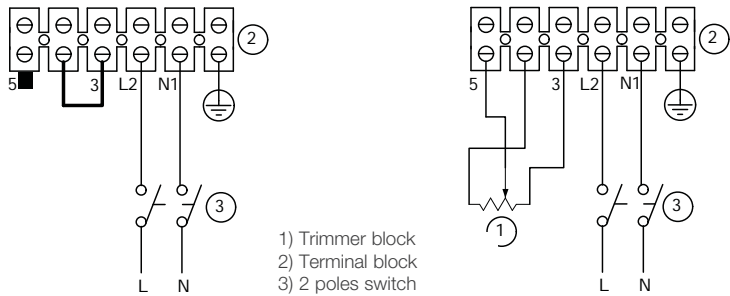 2
5 3 L2 N1
3
L N
2
5 3 L2 N1
1
3
L N
1) Trimmer block
2) Terminal block
3) 2 poles switch